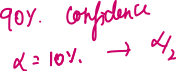 90%. Confidence
α = 10%. → α/2